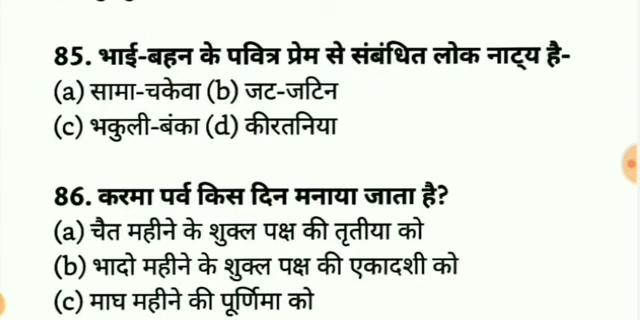 85. भाई-बहन के पवित्र प्रेम से संबंधित लोक नाट्य है-
(a) सामा-चकेवा (b) जट-जटिन
(c) भकुली-बंका (d) कीरतनिया
86. करमा पर्व किस दिन मनाया जाता है?
(a) चैत महीने के शुक्ल पक्ष की तृतीया को
(b) भादो महीने के शुक्ल पक्ष की एकादशी को
(c) माघ महीने की पूर्णिमा को